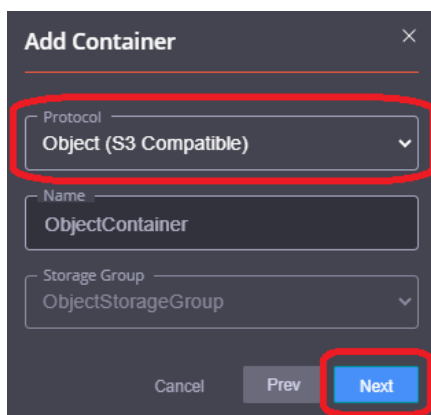 Add Container
Protocol
Object (S3 Compatible)
Name
ObjectContainer
Storage Group
ObjectStorageGroup
Cancel Prev Next